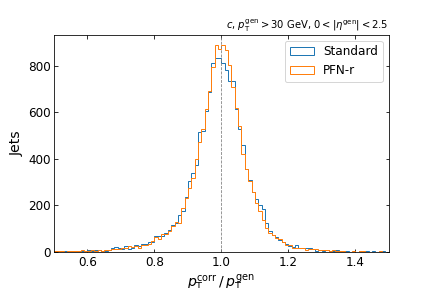 c, p_T^gen > 30 GeV, 0 < |η^gen| < 2.5
Standard
PFN-r
800
600
400
200
0
Jets
0.6 0.8 1.0 1.2 1.4
p_T^corr / p_T^gen